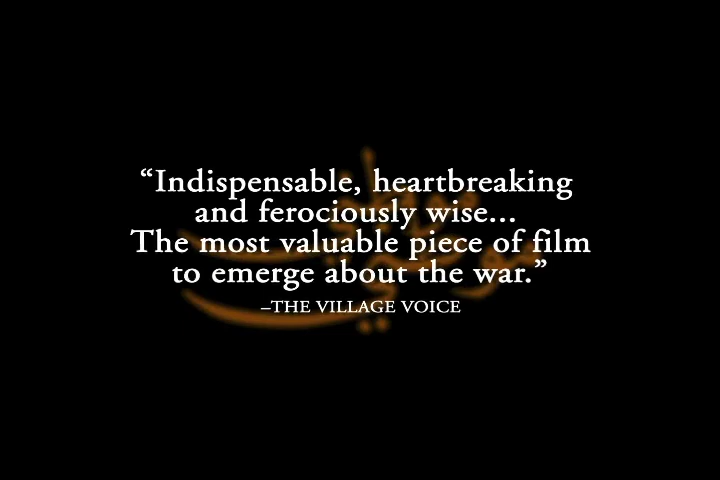 “Indispensable, heartbreaking
and ferociously wise...
The most valuable piece of film
to emerge about the war.”
–THE VILLAGE VOICE